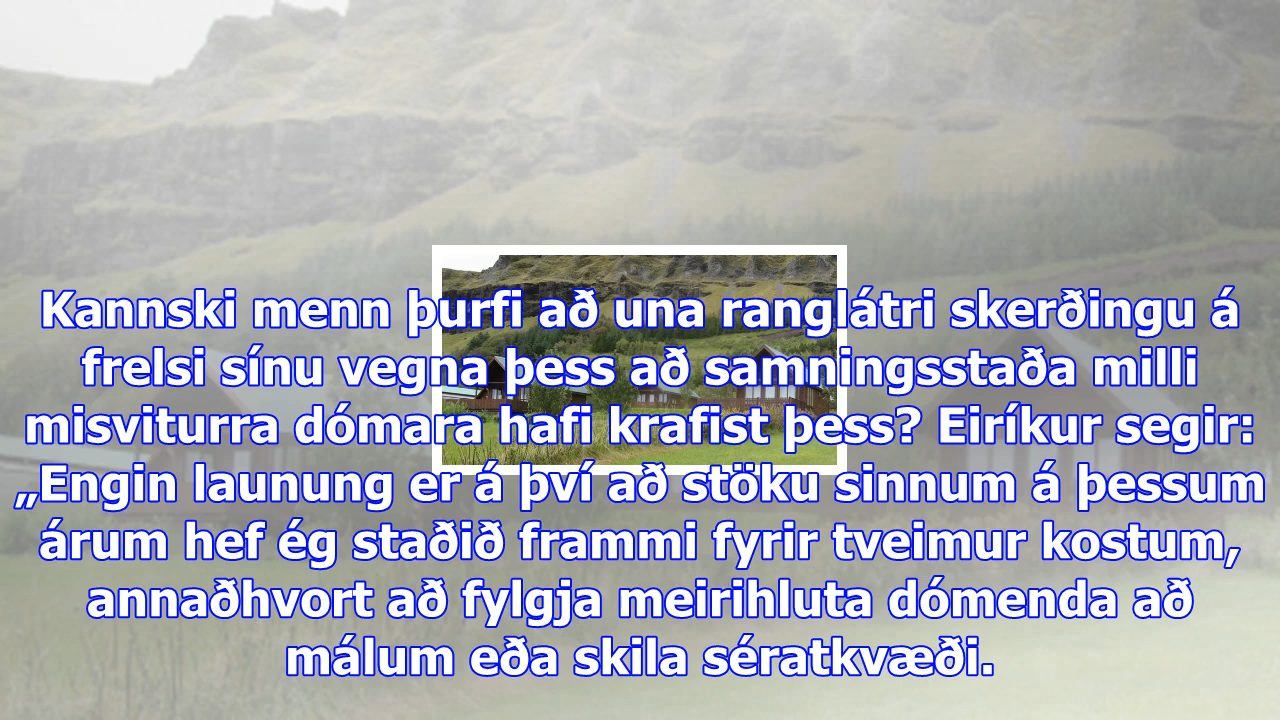 Kannski menn þurfi að una ranglátri skerðingu á
frelsi sínu vegna þess að samningsstaða milli
misviturra dómara hafi krafist þess? Eiríkur segir:
„Engin launung er á því að stöku sinnum á þessum
árum hef ég staðið frammi fyrir tveimur kostum,
annaðhvort að fylgja meirihluta dómenda að
málum eða skila sératkvæði.